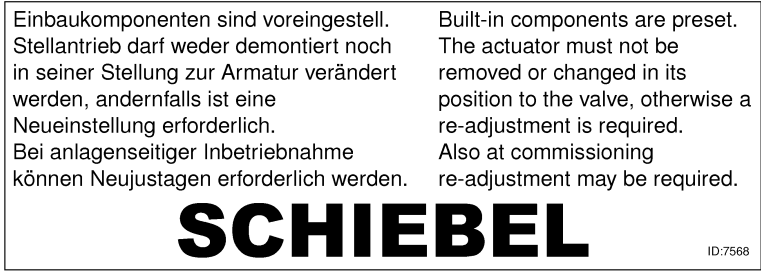 Einbaukomponenten sind voreingestell.
Stellantrieb darf weder demontiert noch
in seiner Stellung zur Armatur verändert
werden, andernfalls ist eine
Neueinstellung erforderlich.
Bei anlagenseitiger Inbetriebnahme
können Neujustagen erforderlich werden.
Built-in components are preset.
The actuator must not be
removed or changed in its
position to the valve, otherwise a
re-adjustment is required.
Also at commissioning
re-adjustment may be required.
SCHIEBEL
ID:7568